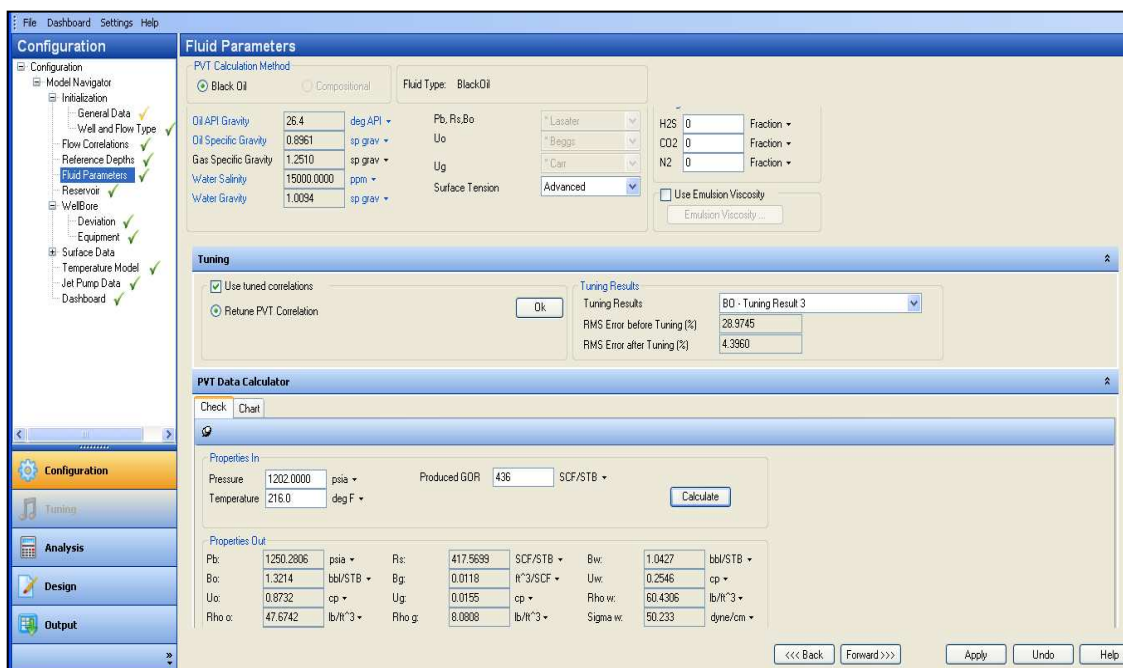 File Dashboard Settings Help
Configuration
Fluid Parameters
Configuration
Model Navigator
Initialization
General Data
Well and Flow Type
Flow Correlations
Reference Depths
Fluid Parameters
Reservoir
WellBore
Deviation
Equipment
Surface Data
Temperature Model
Jet Pump Data
Dashboard
Configuration
Tuning
Analysis
Design
Output
PVT Calculation Method
Black Oil Compositional Fluid Type: BlackOil
Oil API Gravity 26.4 deg API Pb, Rs,Bo * Lasater H2S 0 Fraction
Oil Specific Gravity 0.8961 sp grav Uo * Beggs CO2 0 Fraction
Gas Specific Gravity 1.2510 sp grav Ug * Carr N2 0 Fraction
Water Salinity 15000.0000 ppm Surface Tension Advanced
Water Gravity 1.0094 sp grav Use Emulsion Viscosity
Emulsion Viscosity ...
Tuning
Use tuned correlations Tuning Results
Retune PVT Correlation Ok Tuning Results BO - Tuning Result 3
RMS Error before Tuning (%) 28.9745
RMS Error after Tuning (%) 4.3960
PVT Data Calculator
Check Chart
Properties In
Pressure 1202.0000 psia Produced GOR 436 SCF/STB
Temperature 216.0 deg F Calculate
Properties Out
Pb: 1250.2806 psia Rs: 417.5699 SCF/STB Bw: 1.0427 bbl/STB
Bo: 1.3214 bbl/STB Bg: 0.0118 ft^3/SCF Uw: 0.2546 cp
Uo: 0.8732 cp Ug: 0.0155 cp Rho w: 60.4306 lb/ft^3
Rho o: 47.6742 lb/ft^3 Rho g: 8.0808 lb/ft^3 Sigma w: 50.233 dyne/cm
<<< Back Forward >>> Apply Undo Help